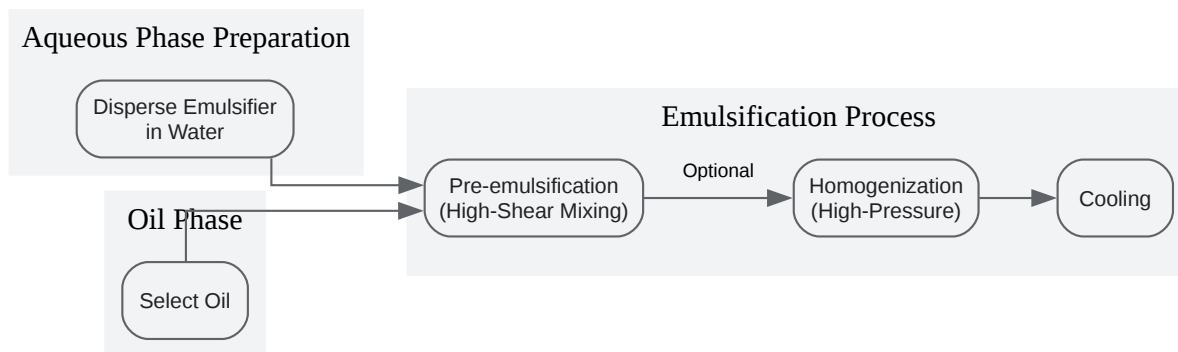 Aqueous Phase Preparation
Disperse Emulsifier
in Water
Oil Phase
Select Oil
Emulsification Process
Pre-emulsification
(High-Shear Mixing)
Optional
Homogenization
(High-Pressure)
Cooling